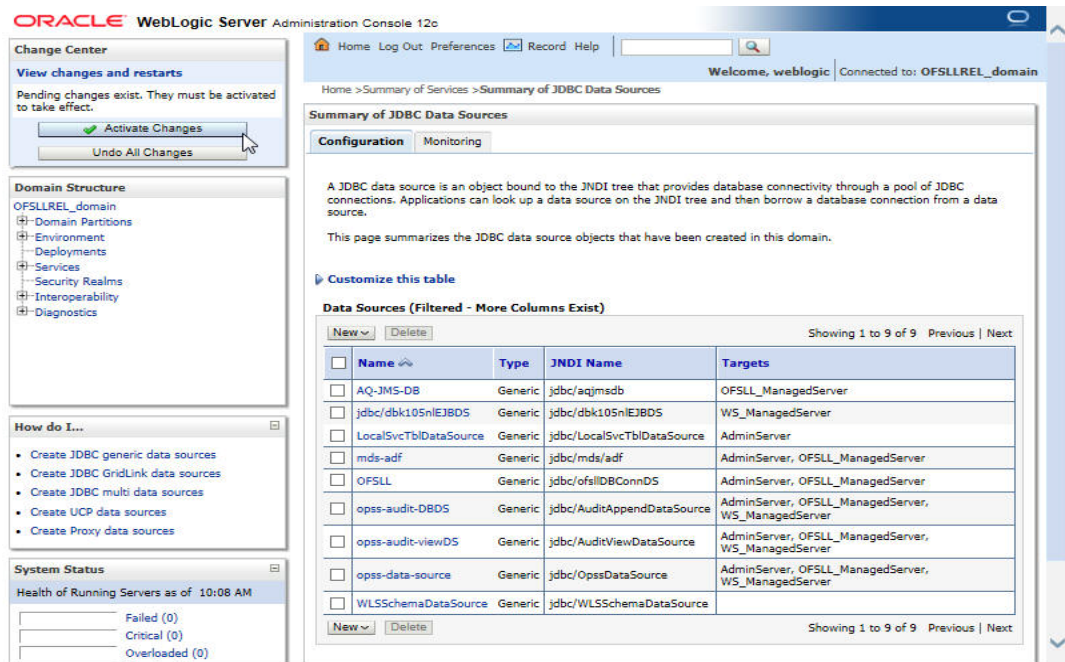 ORACLE WebLogic Server Administration Console 12c
Change Center
View changes and restarts
Pending changes exist. They must be activated
to take effect.
Activate Changes
Undo All Changes
Domain Structure
OFSLLREL_domain
Domain Partitions
Environment
Deployments
Services
Security Realms
Interoperability
Diagnostics
How do I...
Create JDBC generic data sources
Create JDBC GridLink data sources
Create JDBC multi data sources
Create UCP data sources
Create Proxy data sources
System Status
Health of Running Servers as of 10:08 AM
Failed (0)
Critical (0)
Overloaded (0)
Home Log Out Preferences Record Help
Welcome, weblogic Connected to: OFSLLREL_domain
Home >Summary of Services >Summary of JDBC Data Sources
Summary of JDBC Data Sources
Configuration Monitoring
A JDBC data source is an object bound to the JNDI tree that provides database connectivity through a pool of JDBC
connections. Applications can look up a data source on the JNDI tree and then borrow a database connection from a data
source.
This page summarizes the JDBC data source objects that have been created in this domain.
Customize this table
Data Sources (Filtered - More Columns Exist)
New Delete Showing 1 to 9 of 9 Previous | Next
Name Type JNDI Name Targets
AQ-JMS-DB Generic jdbc/aqjmsdb OFSLL_ManagedServer
jdbc/dbk105nlEJBDS Generic jdbc/dbk105nlEJBDS WS_ManagedServer
LocalSvcTblDataSource Generic jdbc/LocalSvcTblDataSource AdminServer
mds-adf Generic jdbc/mds/adf AdminServer, OFSLL_ManagedServer
OFSLL Generic jdbc/ofsllDBConnDS AdminServer, OFSLL_ManagedServer
opss-audit-DBDS Generic jdbc/AuditAppendDataSource AdminServer, OFSLL_ManagedServer,
WS_ManagedServer
opss-audit-viewDS Generic jdbc/AuditViewDataSource AdminServer, OFSLL_ManagedServer,
WS_ManagedServer
opss-data-source Generic jdbc/OpssDataSource AdminServer, OFSLL_ManagedServer,
WS_ManagedServer
WLSSchemaDataSource Generic jdbc/WLSSchemaDataSource
New Delete Showing 1 to 9 of 9 Previous | Next